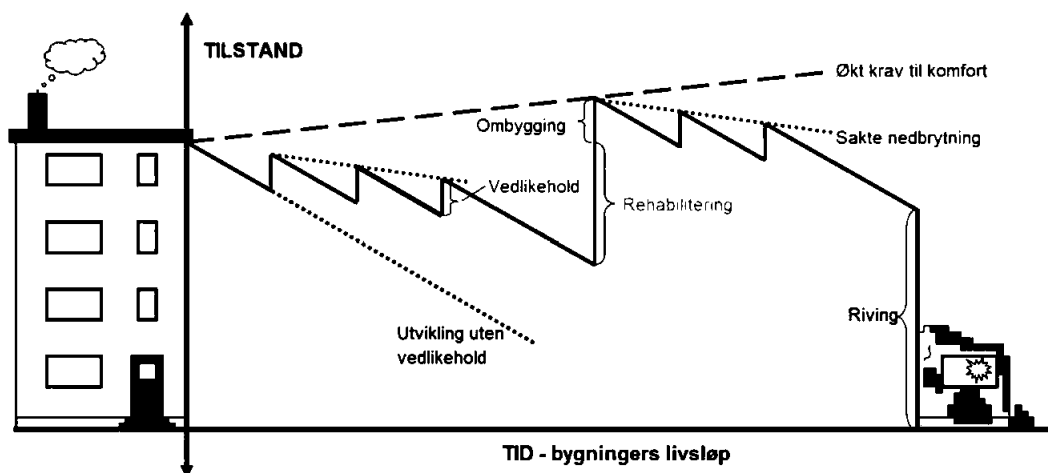 TILSTAND
Økt krav til komfort
Ombygging
Sakte nedbrytning
Vedlikehold
Rehabilitering
Utvikling uten
vedlikehold
Riving
TID - bygningers livsløp